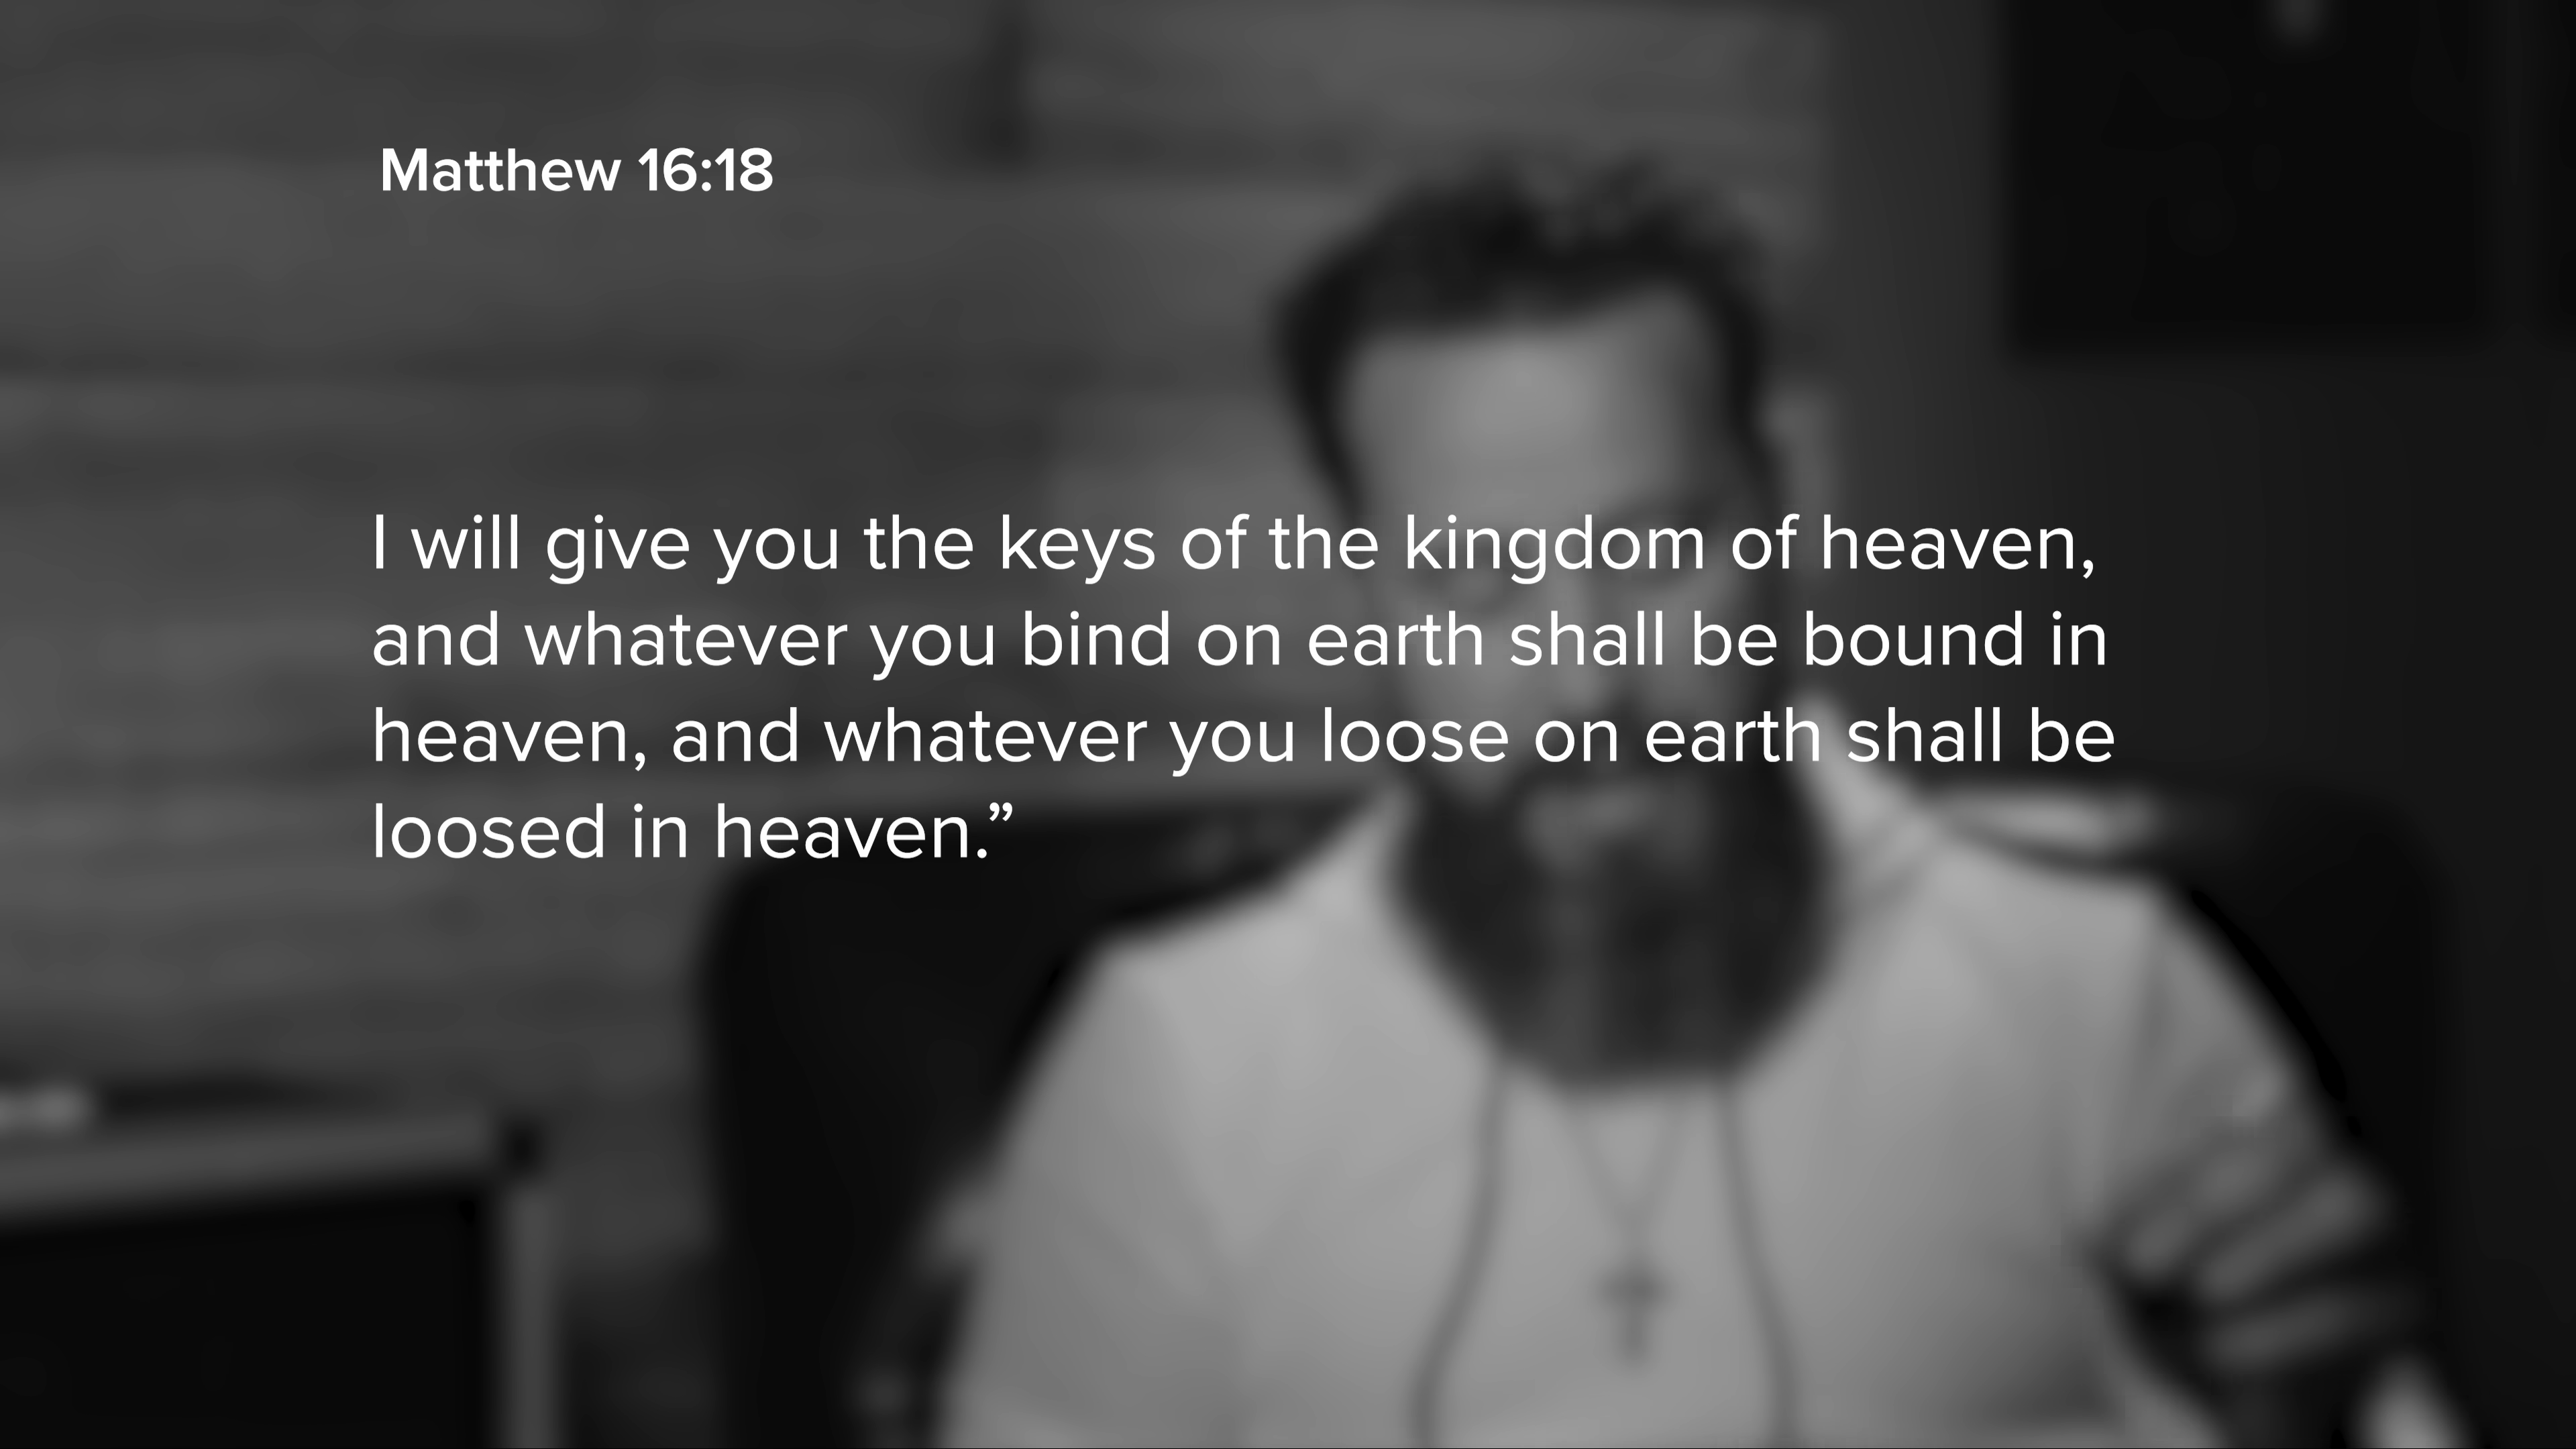 Matthew 16:18
I will give you the keys of the kingdom of heaven,
and whatever you bind on earth shall be bound in
heaven, and whatever you loose on earth shall be
loosed in heaven.”